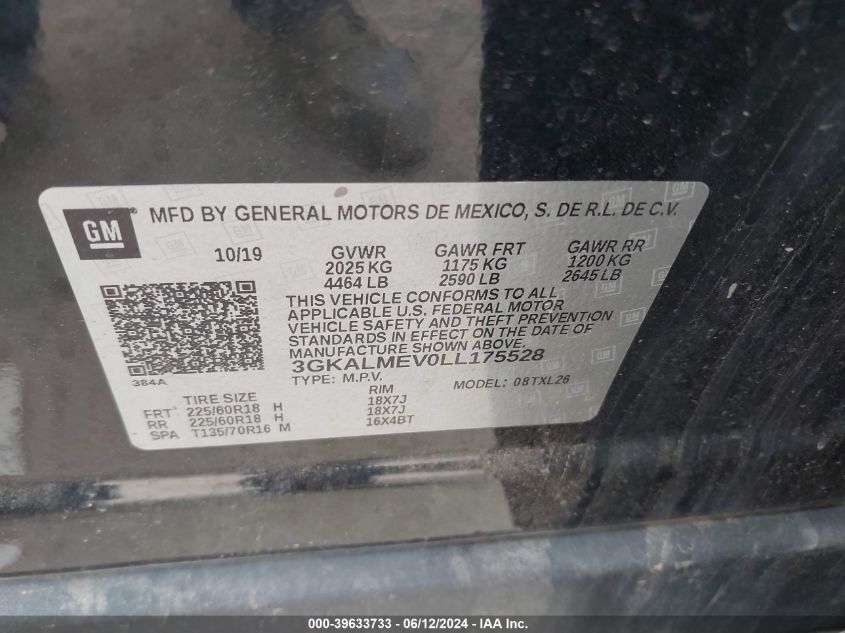 GM ® MFD BY GENERAL MOTORS DE MEXICO, S. DE R.L. DE C.V.
10/19 GVWR GAWR FRT GAWR RR
2025 KG 1175 KG 1200 KG
4464 LB 2590 LB 2645 LB
THIS VEHICLE CONFORMS TO ALL
APPLICABLE U.S. FEDERAL MOTOR
VEHICLE SAFETY AND THEFT PREVENTION
STANDARDS IN EFFECT ON THE DATE OF
MANUFACTURE SHOWN ABOVE.
3GKALMEV0LL175528
384A TYPE: M.P.V. MODEL: 08TXL26
TIRE SIZE RIM
FRT 225/60R18 H 18X7J
RR 225/60R18 H 18X7J
SPA T135/70R16 M 16X4BT
000-39633733 - 06/12/2024 - IAA Inc.